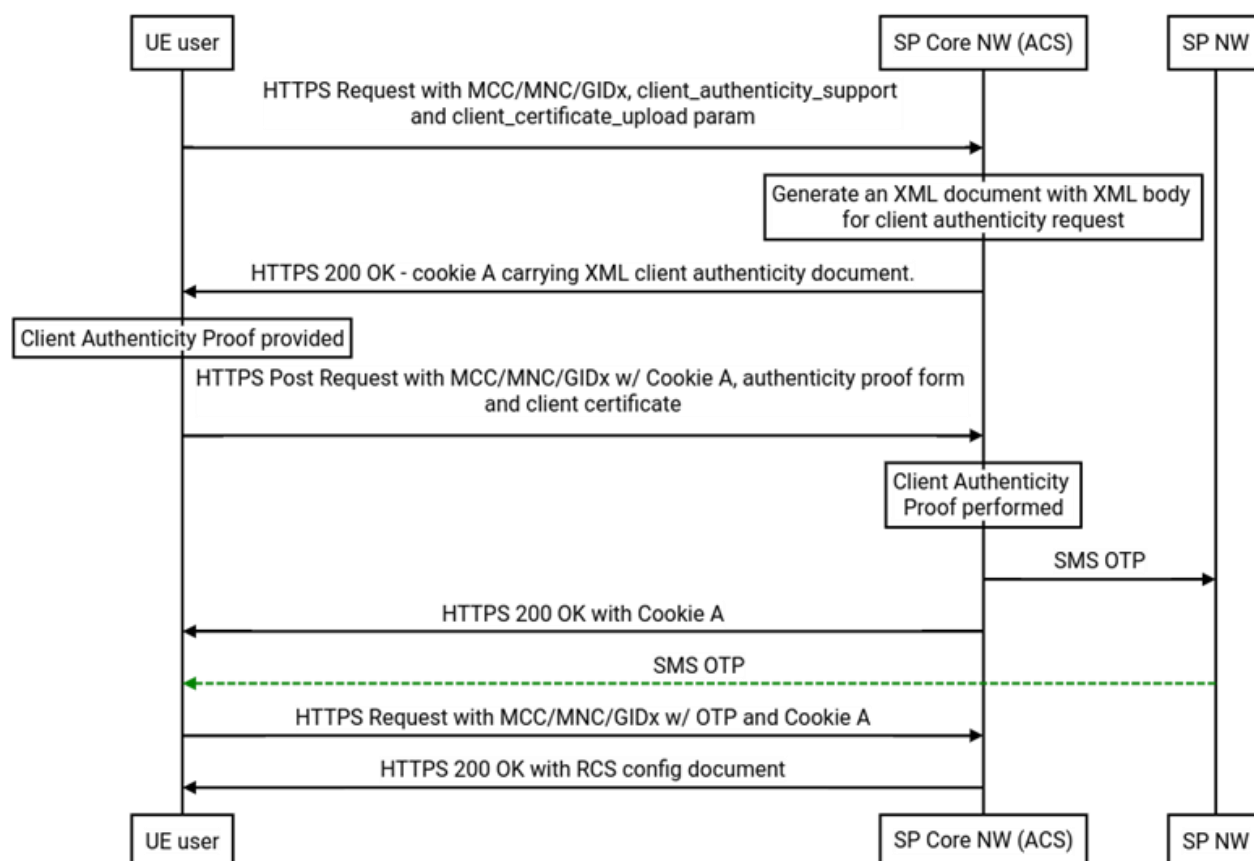 UE user
SP Core NW (ACS)
SP NW
HTTPS Request with MCC/MNC/GIDx, client_authenticity_support
and client_certificate_upload param
Generate an XML document with XML body
for client authenticity request
HTTPS 200 OK - cookie A carrying XML client authenticity document.
Client Authenticity Proof provided
HTTPS Post Request with MCC/MNC/GIDx w/ Cookie A, authenticity proof form
and client certificate
Client Authenticity
Proof performed
SMS OTP
HTTPS 200 OK with Cookie A
SMS OTP
HTTPS Request with MCC/MNC/GIDx w/ OTP and Cookie A
HTTPS 200 OK with RCS config document
UE user
SP Core NW (ACS)
SP NW